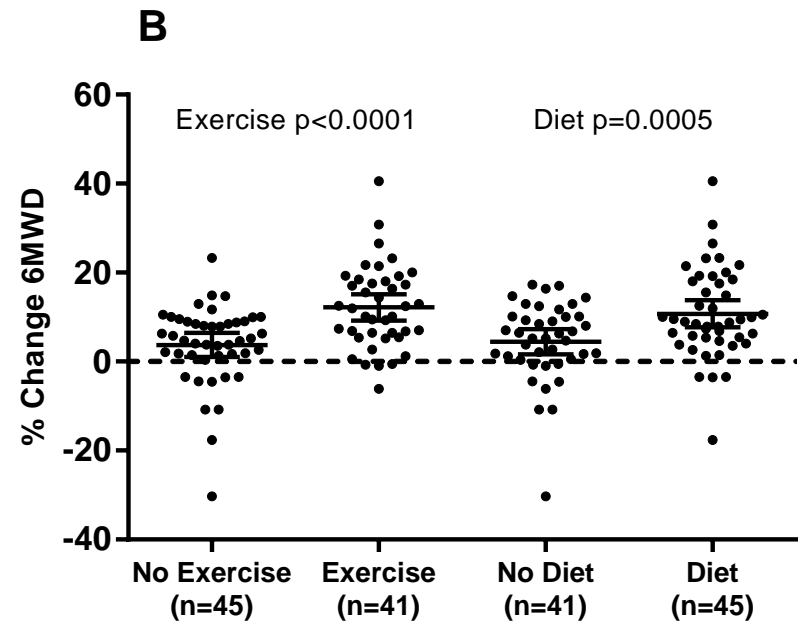 B
Exercise p<0.0001 Diet p=0.0005
% Change 6MWD
60
40
20
0
-20
-40
No Exercise Exercise No Diet Diet
(n=45) (n=41) (n=41) (n=45)